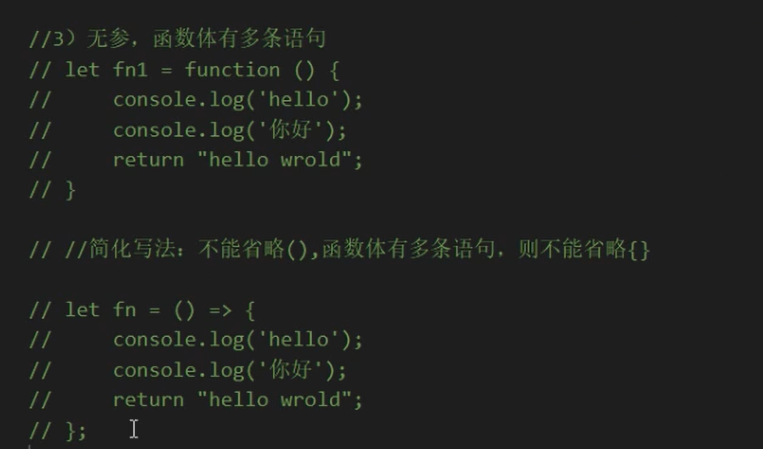 //3）无参，函数体有多条语句
// let fn1 = function () {
//     console.log('hello');
//     console.log('你好');
//     return "hello wrold";
// }
// //简化写法：不能省略(),函数体有多条语句，则不能省略{}
// let fn = () => {
//     console.log('hello');
//     console.log('你好');
//     return "hello wrold";
// };